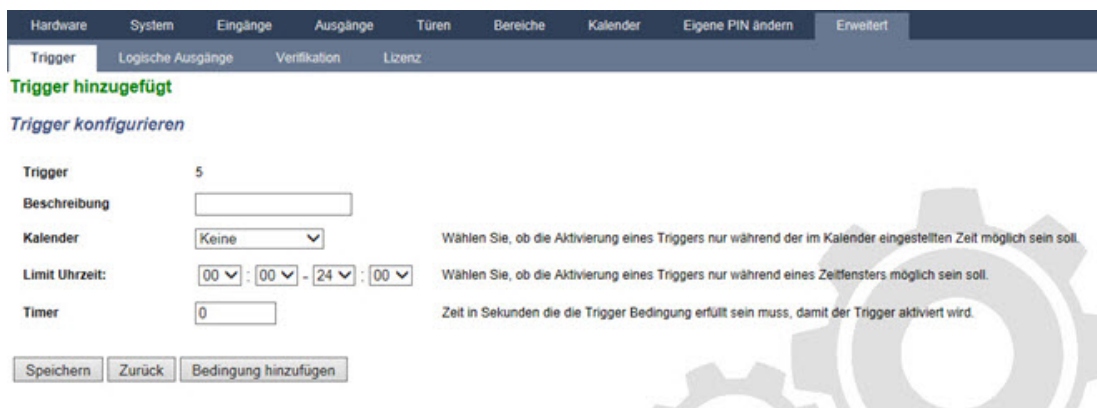 Hardware System Eingänge Ausgänge Türen Bereiche Kalender Eigene PIN ändern Erweitert
Trigger Logische Ausgänge Verifikation Lizenz
Trigger hinzugefügt
Trigger konfigurieren
Trigger 5
Beschreibung
Kalender Keine Wählen Sie, ob die Aktivierung eines Triggers nur während der im Kalender eingestellten Zeit möglich sein soll.
Limit Uhrzeit: 00 : 00 - 24 : 00 Wählen Sie, ob die Aktivierung eines Triggers nur während eines Zeitfensters möglich sein soll.
Timer 0 Zeit in Sekunden die die Trigger Bedingung erfüllt sein muss, damit der Trigger aktiviert wird.
Speichern Zurück Bedingung hinzufügen